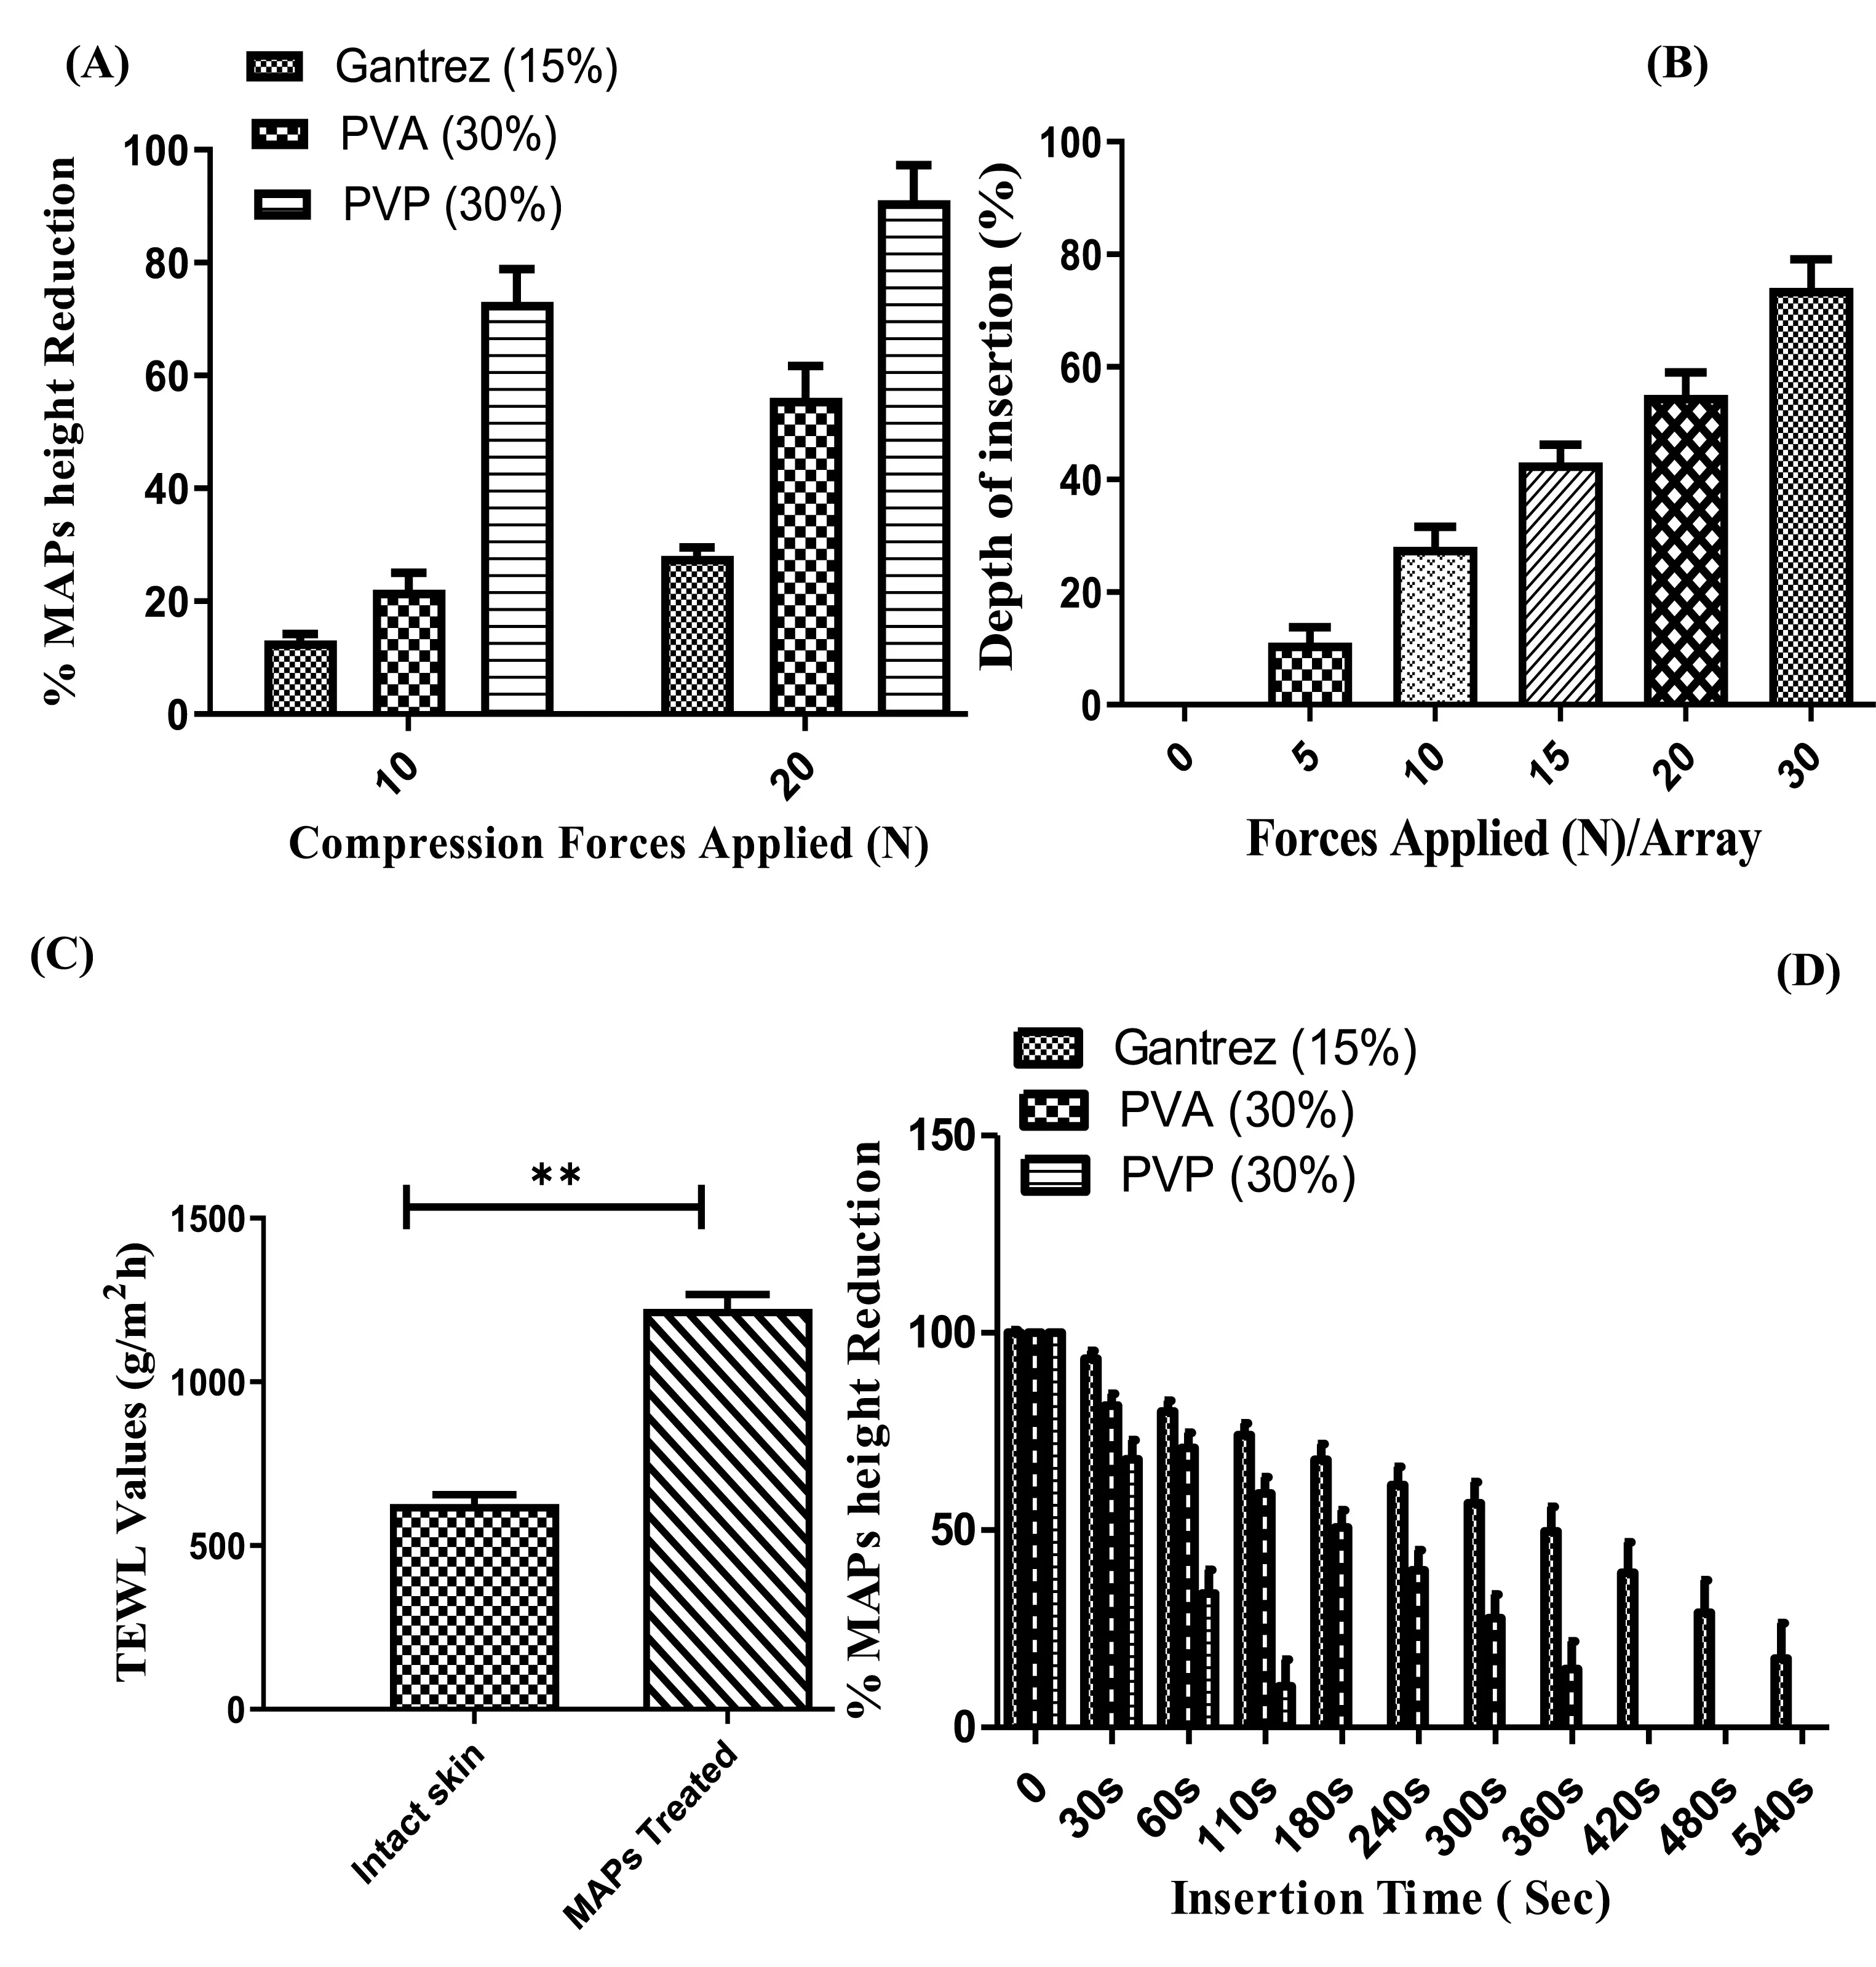 (A)
Gantrez (15%)
PVA (30%)
PVP (30%)
% MAPs height Reduction
100
80
60
40
20
0
10
20
Compression Forces Applied (N)
(B)
Depth of insertion (%)
100
80
60
40
20
0
0
5
10
15
20
30
Forces Applied (N)/Array
(C)
**
TEWL Values (g/m²h)
1500
1000
500
0
Intact skin
MAPs Treated
(D)
Gantrez (15%)
PVA (30%)
PVP (30%)
% MAPs height Reduction
150
100
50
0
0
30s
60s
110s
180s
240s
300s
360s
420s
480s
540s
Insertion Time ( Sec)